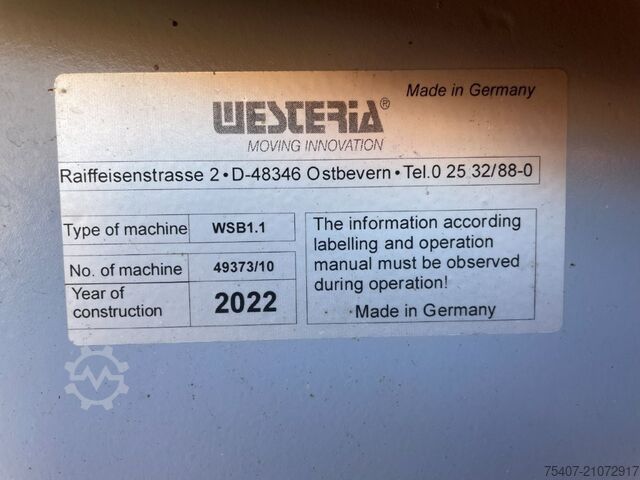 Made in Germany
WESTERIA®
MOVING INNOVATION
Raiffeisenstrasse 2 • D-48346 Ostbevern • Tel.0 25 32/88-0
Type of machine WSB1.1
No. of machine 49373/10
Year of
construction 2022
The information according
labelling and operation
manual must be observed
during operation!
Made in Germany
75407-21072917